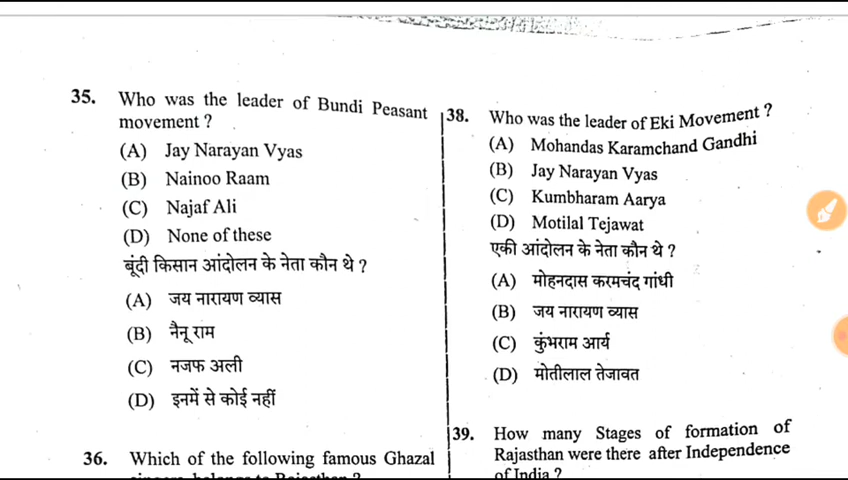 35. Who was the leader of Bundi Peasant
movement ?
(A) Jay Narayan Vyas
(B) Nainoo Raam
(C) Najaf Ali
(D) None of these
बूंदी किसान आंदोलन के नेता कौन थे ?
(A) जय नारायण व्यास
(B) नैनू राम
(C) नजफ अली
(D) इनमें से कोई नहीं
36. Which of the following famous Ghazal
38. Who was the leader of Eki Movement ?
(A) Mohandas Karamchand Gandhi
(B) Jay Narayan Vyas
(C) Kumbharam Aarya
(D) Motilal Tejawat
एकी आंदोलन के नेता कौन थे ?
(A) मोहनदास करमचंद गांधी
(B) जय नारायण व्यास
(C) कुंभराम आर्य
(D) मोतीलाल तेजावत
39. How many Stages of formation of
Rajasthan were there after Independence
of India ?